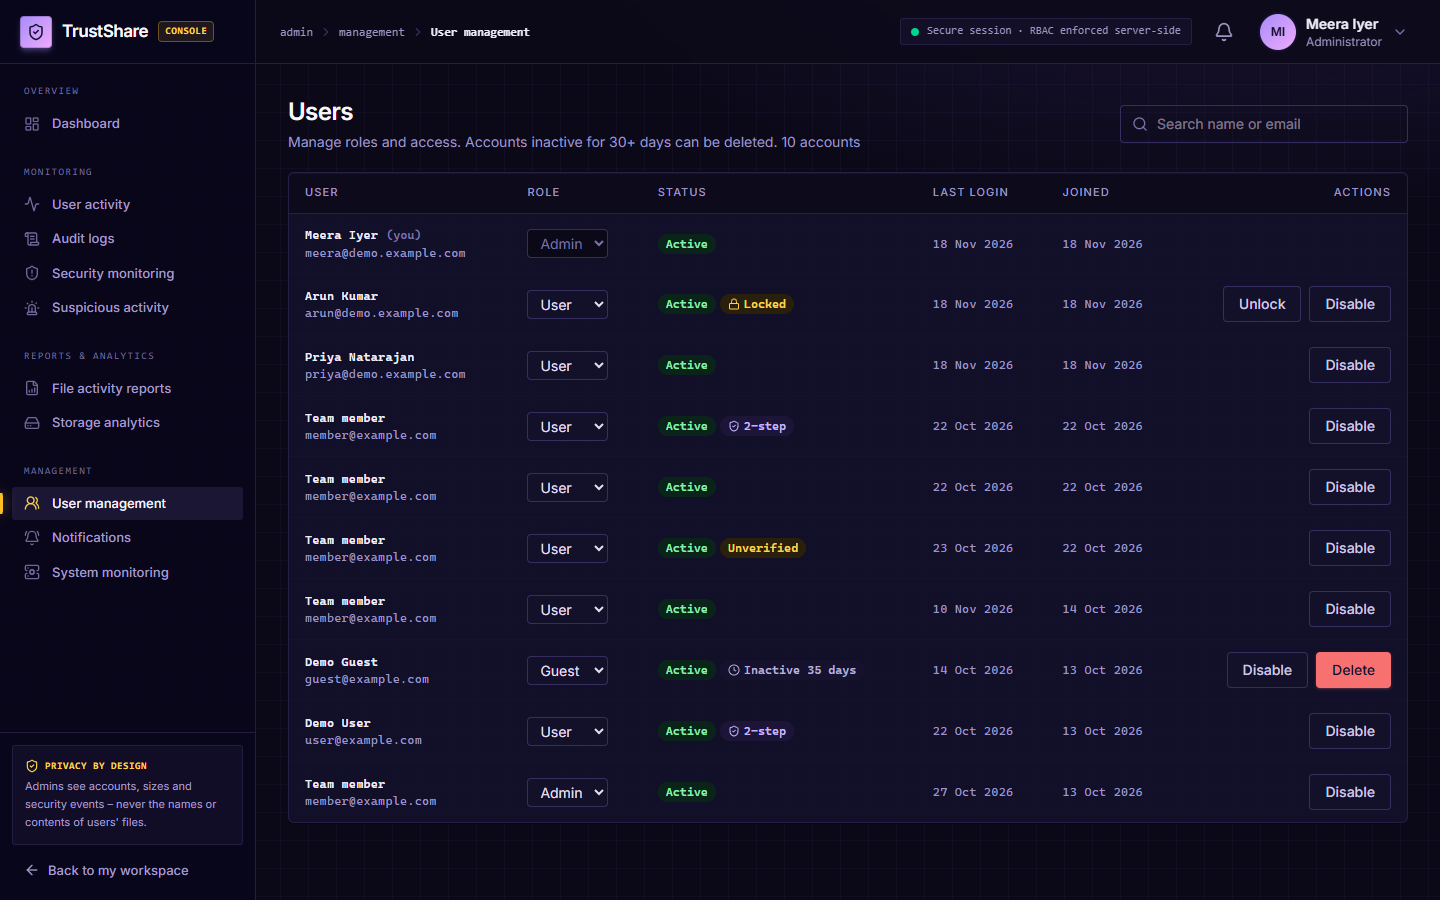 TrustShare CONSOLE
admin > management > User management
Secure session · RBAC enforced server-side
MI
Meera Iyer
Administrator
OVERVIEW
Dashboard
MONITORING
User activity
Audit logs
Security monitoring
Suspicious activity
REPORTS & ANALYTICS
File activity reports
Storage analytics
MANAGEMENT
User management
Notifications
System monitoring
PRIVACY BY DESIGN
Admins see accounts, sizes and
security events – never the names or
contents of users' files.
Back to my workspace
Users
Manage roles and access. Accounts inactive for 30+ days can be deleted. 10 accounts
Search name or email
USER ROLE STATUS LAST LOGIN JOINED ACTIONS
Meera Iyer (you)
meera@demo.example.com
Admin Active 18 Nov 2026 18 Nov 2026
Arun Kumar
arun@demo.example.com
User Active Locked 18 Nov 2026 18 Nov 2026 Unlock Disable
Priya Natarajan
priya@demo.example.com
User Active 18 Nov 2026 18 Nov 2026 Disable
Team member
member@example.com
User Active 2-step 22 Oct 2026 22 Oct 2026 Disable
Team member
member@example.com
User Active 22 Oct 2026 22 Oct 2026 Disable
Team member
member@example.com
User Active Unverified 23 Oct 2026 22 Oct 2026 Disable
Team member
member@example.com
User Active 10 Nov 2026 14 Oct 2026 Disable
Demo Guest
guest@example.com
Guest Active Inactive 35 days 14 Oct 2026 13 Oct 2026 Disable Delete
Demo User
user@example.com
User Active 2-step 22 Oct 2026 13 Oct 2026 Disable
Team member
member@example.com
Admin Active 27 Oct 2026 13 Oct 2026 Disable